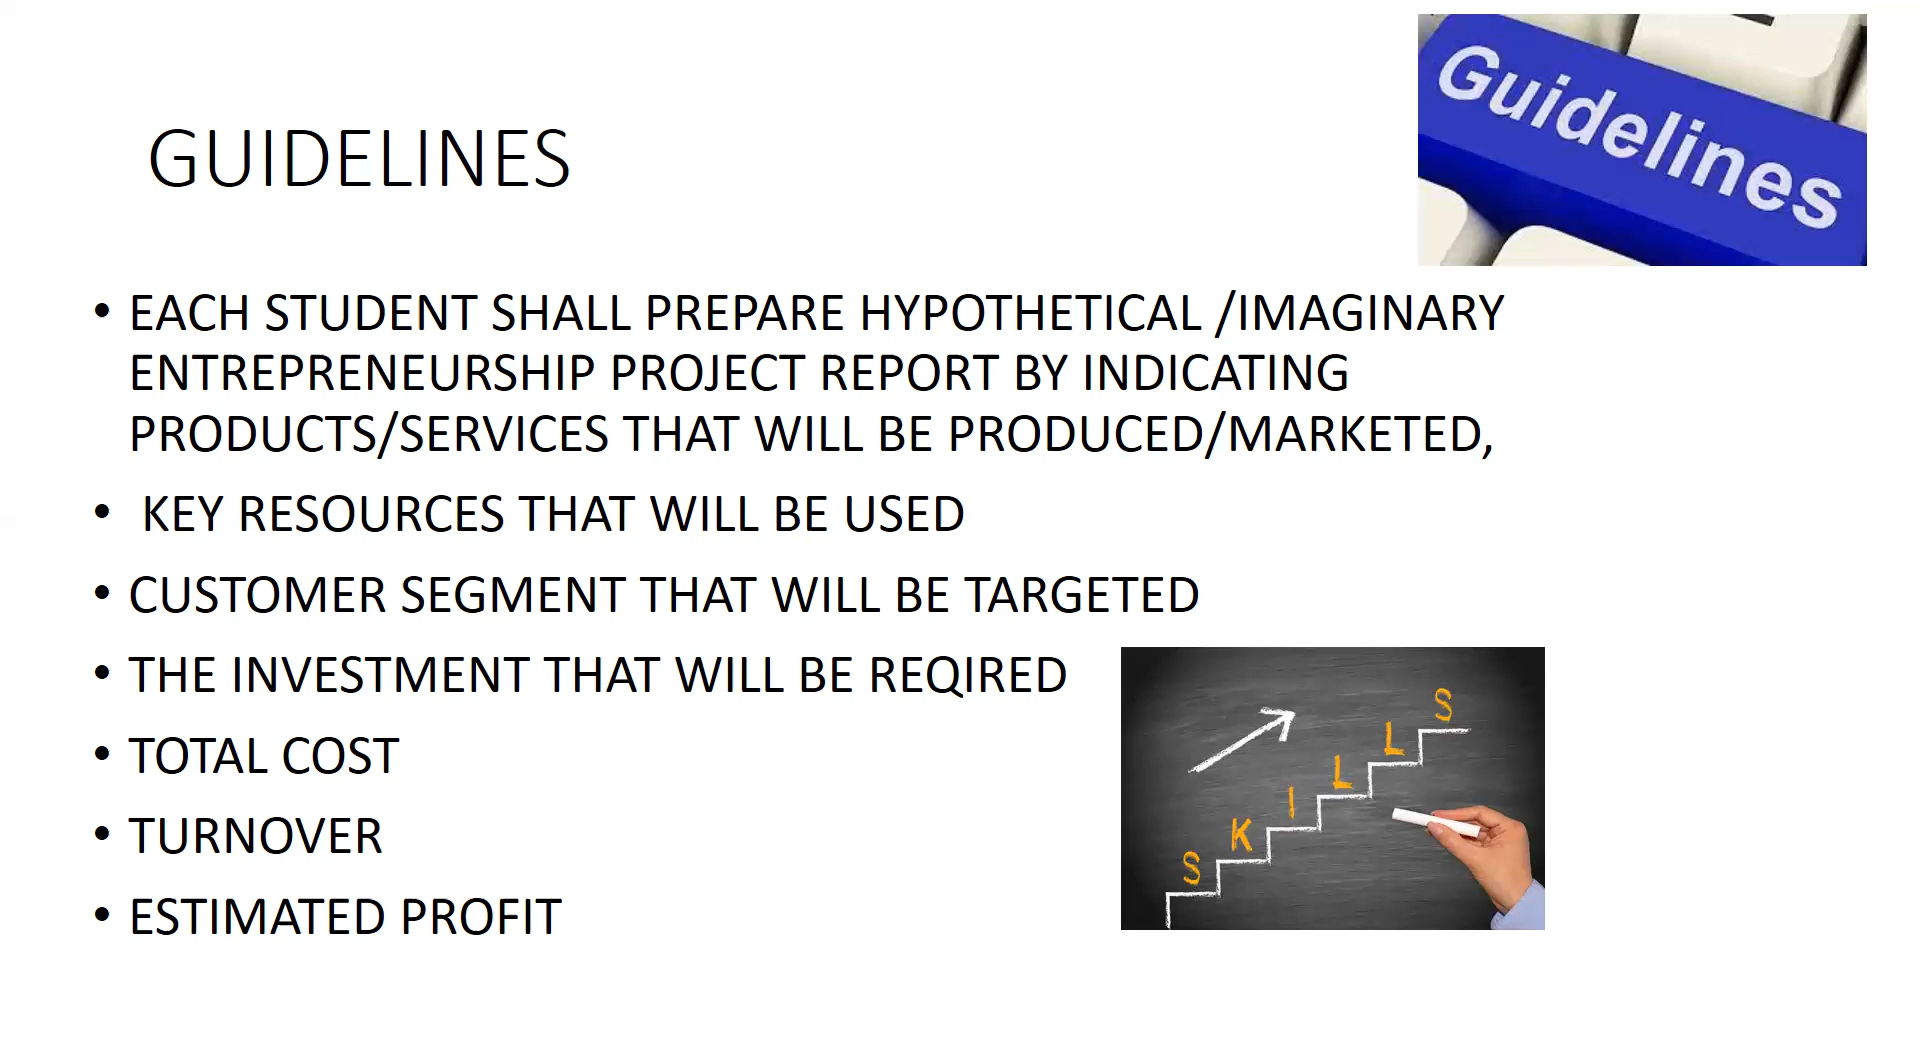 Guidelines
GUIDELINES
• EACH STUDENT SHALL PREPARE HYPOTHETICAL /IMAGINARY
ENTREPRENEURSHIP PROJECT REPORT BY INDICATING
PRODUCTS/SERVICES THAT WILL BE PRODUCED/MARKETED,
• KEY RESOURCES THAT WILL BE USED
• CUSTOMER SEGMENT THAT WILL BE TARGETED
• THE INVESTMENT THAT WILL BE REQIRED
• TOTAL COST
• TURNOVER
• ESTIMATED PROFIT
SKILLS